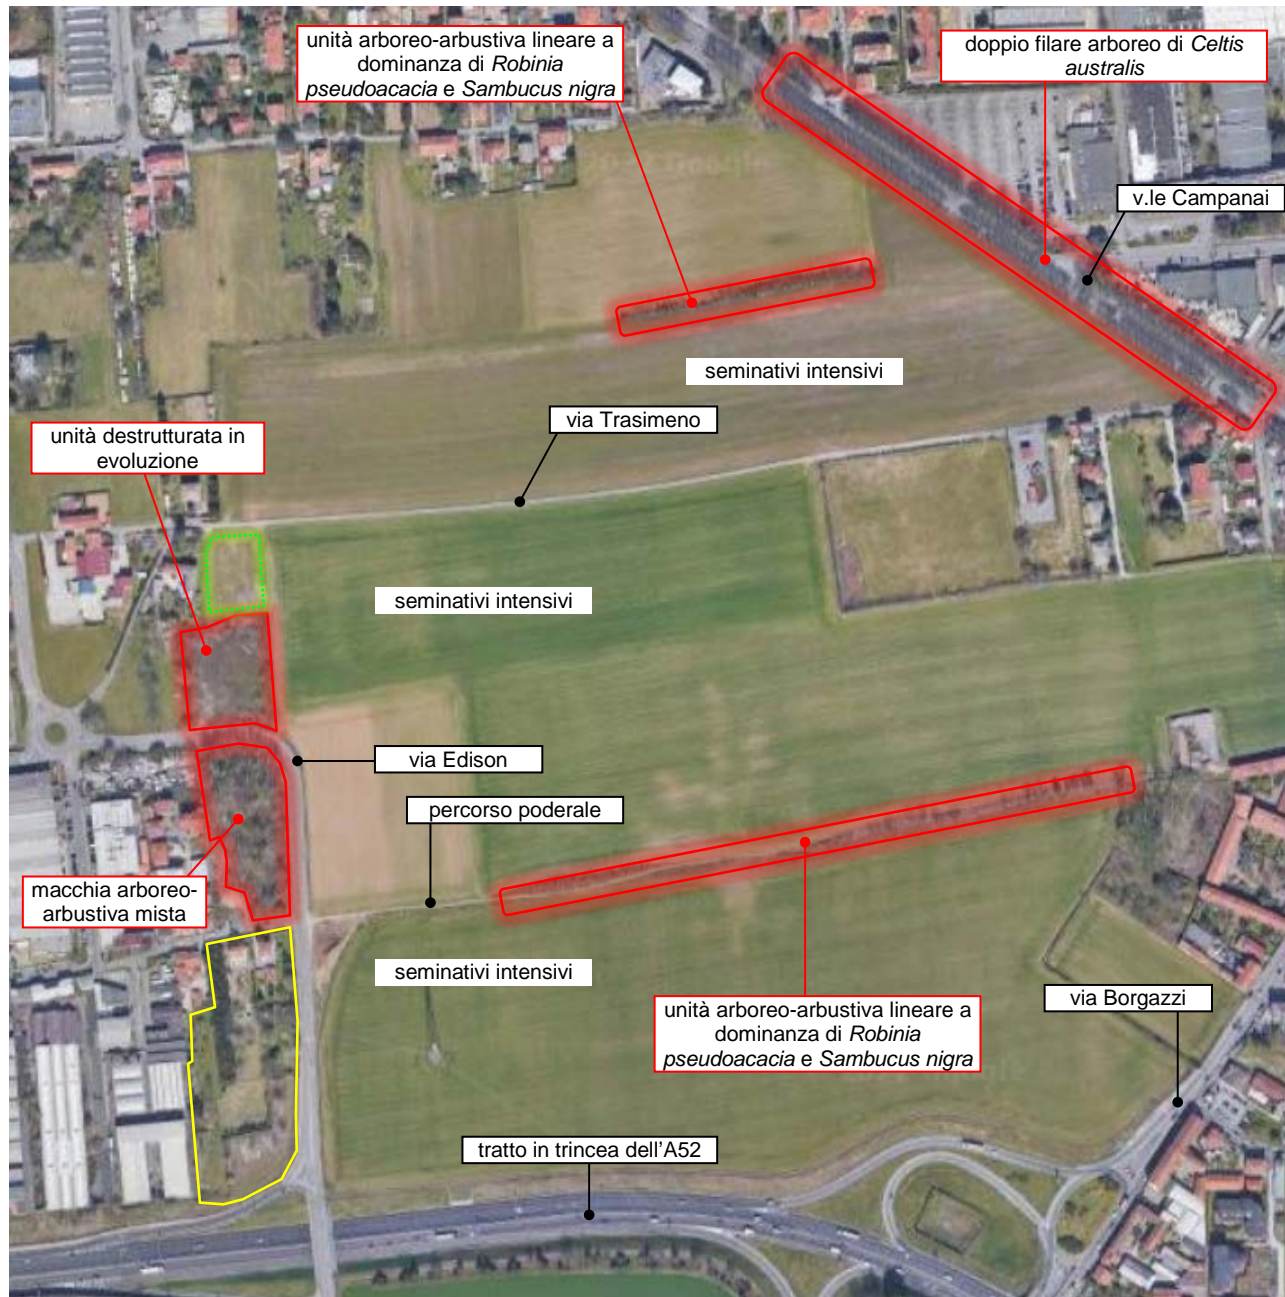 unità arboreo-arbustiva lineare a
dominanza di Robinia
pseudoacacia e Sambucus nigra
doppio filare arboreo di Celtis
australis
v.le Campanai
seminativi intensivi
via Trasimeno
unità destrutturata in
evoluzione
seminativi intensivi
via Edison
percorso poderale
macchia arboreo-
arbustiva mista
seminativi intensivi
unità arboreo-arbustiva lineare a
dominanza di Robinia
pseudoacacia e Sambucus nigra
via Borgazzi
tratto in trincea dell'A52